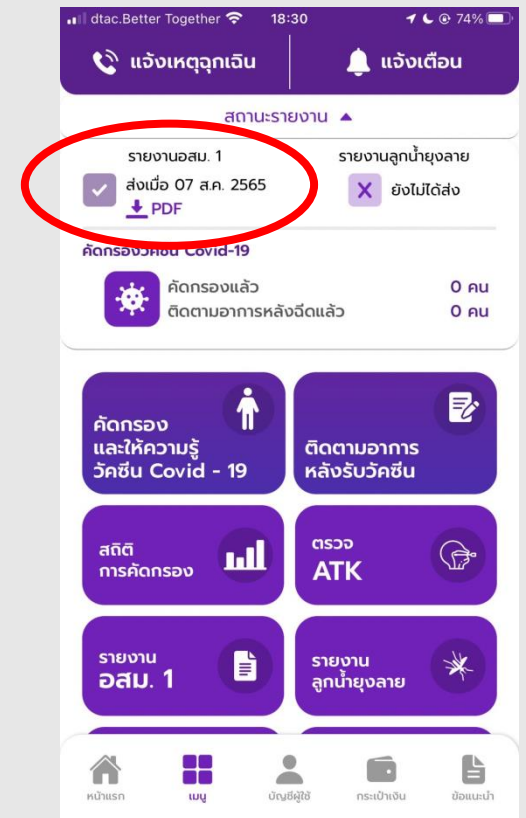 dtac.Better Together 18:30 74%
แจ้งเหตุฉุกเฉิน แจ้งเตือน
สถานะรายงาน
รายงานอสม. 1 รายงานลูกน้ำยุงลาย
ส่งเมื่อ 07 ส.ค. 2565 X ยังไม่ได้ส่ง
PDF
คัดกรองวัคซีน Covid-19
คัดกรองแล้ว 0 คน
ติดตามอาการหลังฉีดแล้ว 0 คน
คัดกรอง
และให้ความรู้
วัคซีน Covid - 19
ติดตามอาการ
หลังรับวัคซีน
สถิติ
การคัดกรอง
ตรวจ
ATK
รายงาน
อสม. 1
รายงาน
ลูกน้ำยุงลาย
หน้าแรก เมนู บัญชีผู้ใช้ กระเป๋าเงิน ข้อแนะนำ